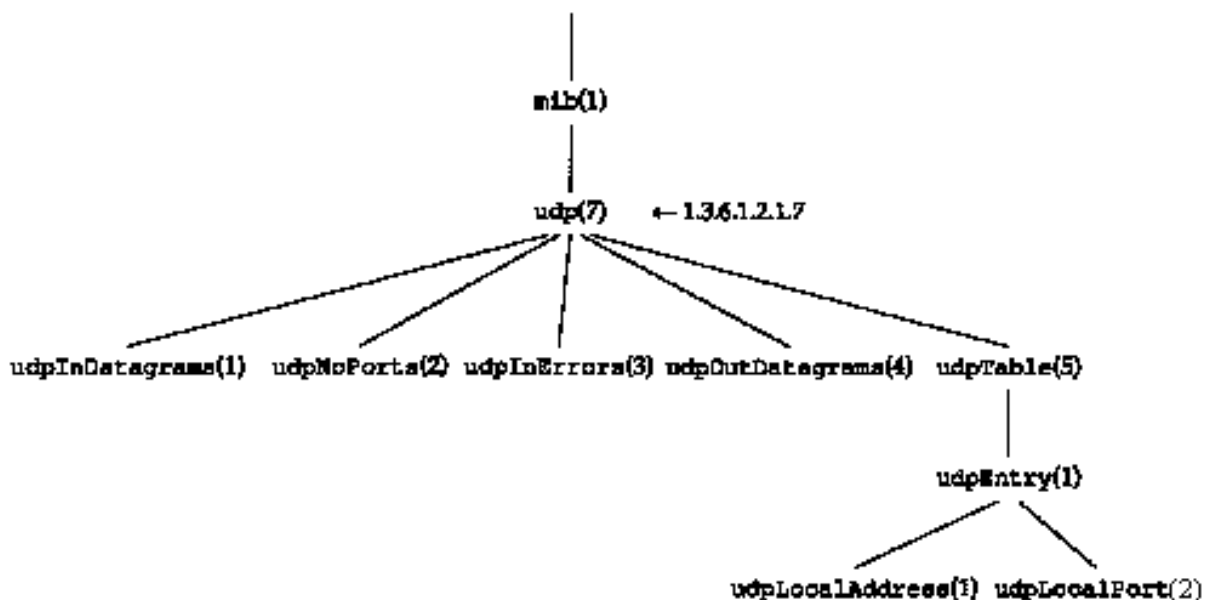 mib(1)
udp(7) ← 1.3.6.1.2.1.7
udpInDatagrams(1) udpNoPorts(2) udpInErrors(3) udpOutDatagrams(4) udpTable(5)
udpEntry(1)
udpLocalAddress(1) udpLocalPort(2)